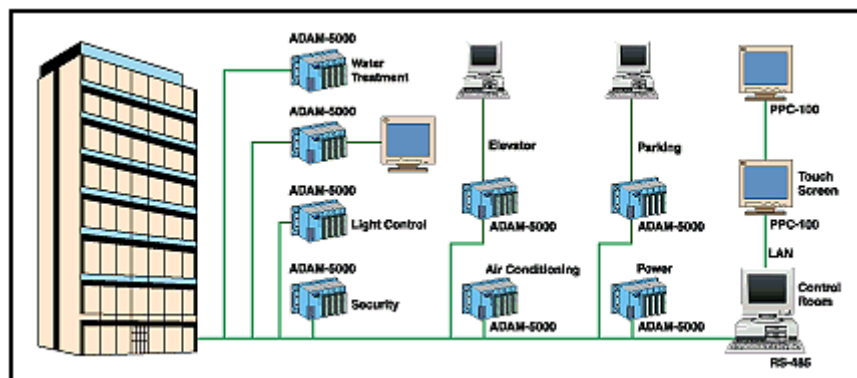 ADAM-5000
Water
Treatment
PPC-100
ADAM-5000
Elevator
Parking
Touch
Screen
ADAM-5000
Light Control
ADAM-5000
ADAM-5000
PPC-100
LAN
ADAM-5000
Security
Air Conditioning
ADAM-5000
Power
ADAM-5000
Control
Room
RS-485